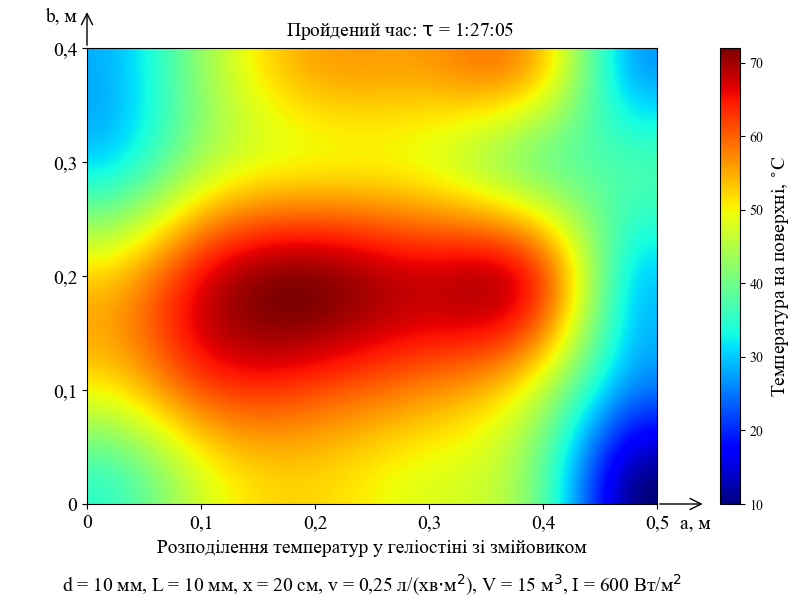 b, м
Пройдений час: τ = 1:27:05
0,4
0,3
0,2
0,1
0
0 0,1 0,2 0,3 0,4 0,5 a, м
70
60
50
40
30
20
10
Температура на поверхні, °C
Розподілення температур у геліостіні зі змійовиком
d = 10 мм, L = 10 мм, x = 20 см, v = 0,25 л/(хв·м²), V = 15 м³, I = 600 Вт/м²